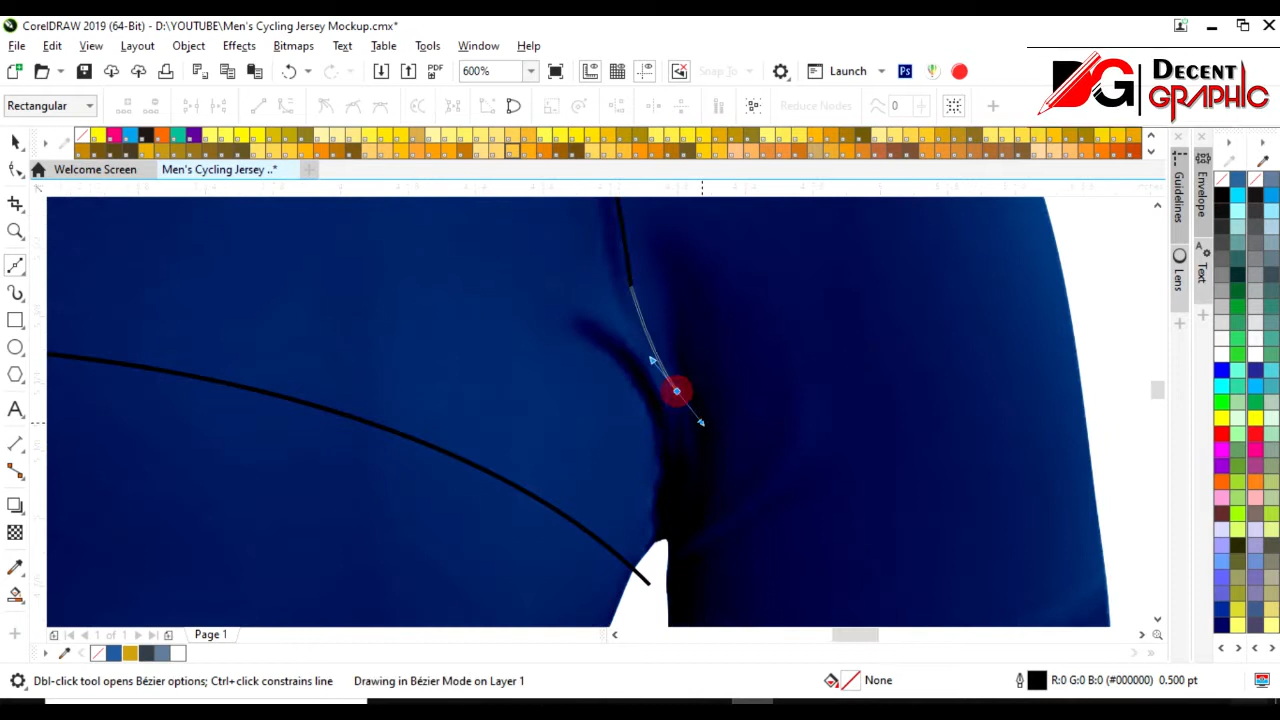 CorelDRAW 2019 (64-Bit) - D:\YOUTUBE\Men's Cycling Jersey Mockup.cmx*
File Edit View Layout Object Effects Bitmaps Text Table Tools Window Help
PDF 600% Snap To Launch Ps
DG DECENT
GRAPHIC
Rectangular Reduce Nodes 0
Welcome Screen Men's Cycling Jersey ..*
Guidelines
Lens
Envelope
Text
1 of 1 Page 1
Dbl-click tool opens Bézier options; Ctrl+click constrains line Drawing in Bézier Mode on Layer 1 None R:0 G:0 B:0 (#000000) 0.500 pt